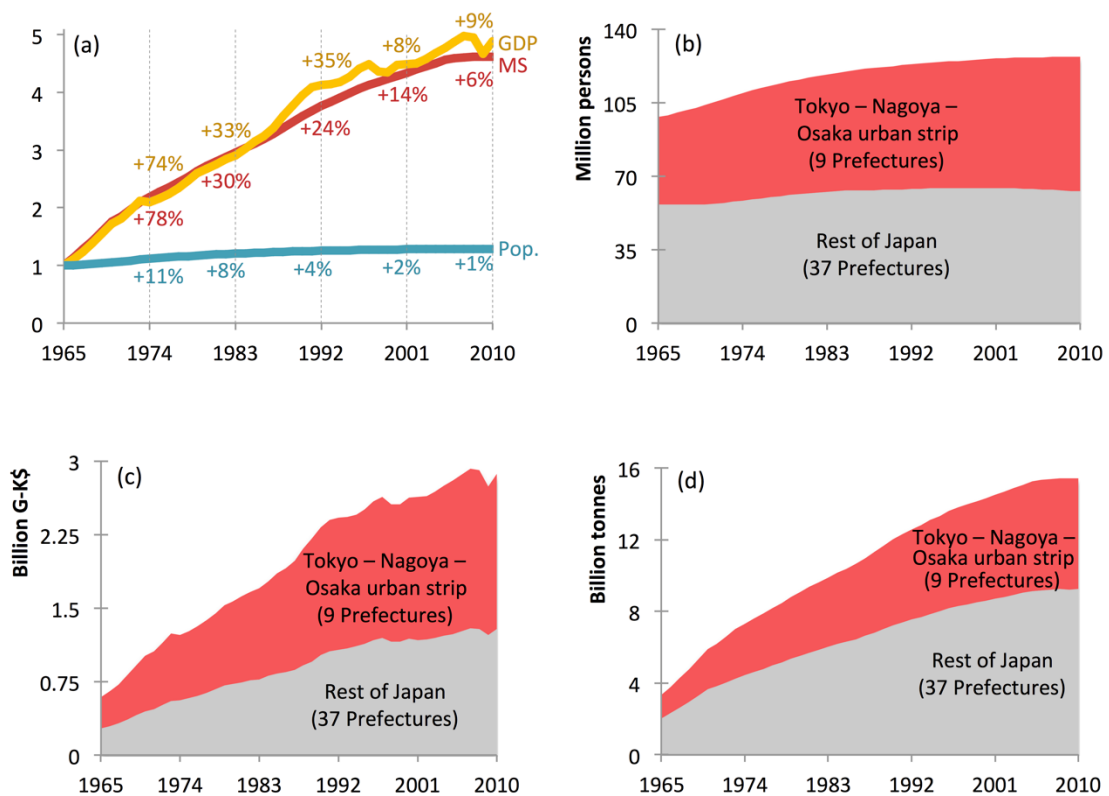 (a)
5
4
3
2
1
0
+74%
+78%
+33%
+30%
+35%
+24%
+8%
+14%
+9%
+6%
GDP
MS
+11%
+8%
+4%
+2%
+1%
Pop.
1965 1974 1983 1992 2001 2010
(b)
Million persons
140
105
70
35
0
Tokyo – Nagoya –
Osaka urban strip
(9 Prefectures)
Rest of Japan
(37 Prefectures)
1965 1974 1983 1992 2001 2010
(c)
Billion G-K$
3
2.25
1.5
0.75
0
Tokyo – Nagoya –
Osaka urban strip
(9 Prefectures)
Rest of Japan
(37 Prefectures)
1965 1974 1983 1992 2001 2010
(d)
Billion tonnes
16
12
8
4
0
Tokyo – Nagoya –
Osaka urban strip
(9 Prefectures)
Rest of Japan
(37 Prefectures)
1965 1974 1983 1992 2001 2010